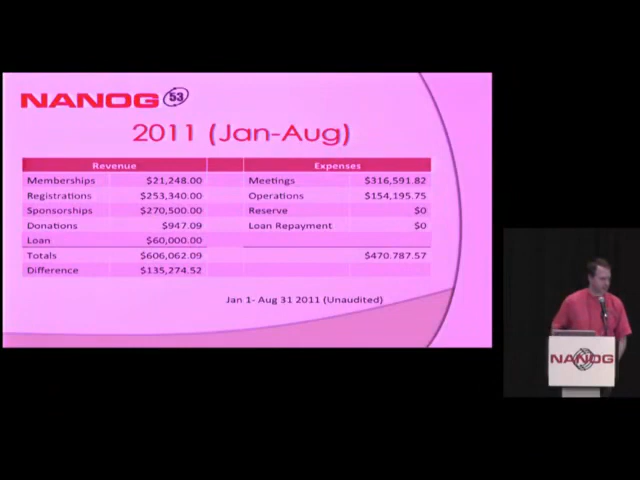 NANOG 53
2011 (Jan-Aug)
Revenue Expenses
Memberships $21,248.00 Meetings $316,591.82
Registrations $253,340.00 Operations $154,195.75
Sponsorships $270,500.00 Reserve $0
Donations $947.09 Loan Repayment $0
Loan $60,000.00
Totals $606,062.09 $470.787.57
Difference $135,274.52
Jan 1- Aug 31 2011 (Unaudited)
NANOG